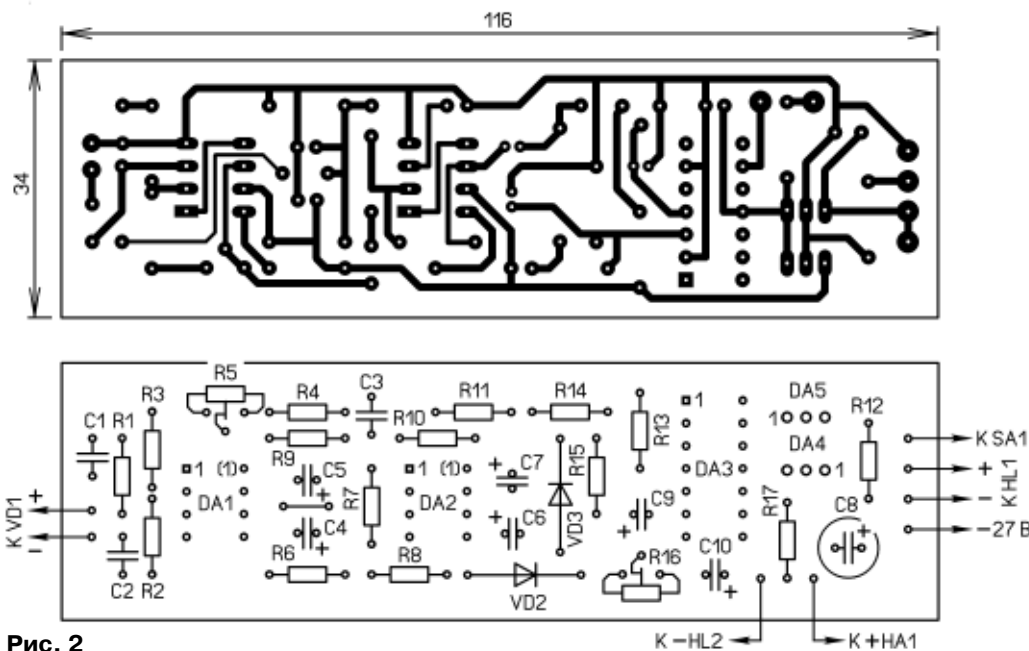 116
34
R5
R3
R4
C3
R11
R14
DA5
C1
R1
R10
R13
1
R12
1
К SA1
DA4
R9
C5
+
1 (1)
1 (1)
C7
R15
1
+
К HL1
DA1
R7
DA2
DA3
–
К VD1
+
–
C4
+
C6
+
VD3
C9
+
R17
C8
+
–27 В
R6
R8
R16
C10
+
C2
R2
VD2
К –HL2
К +HA1
Рис. 2